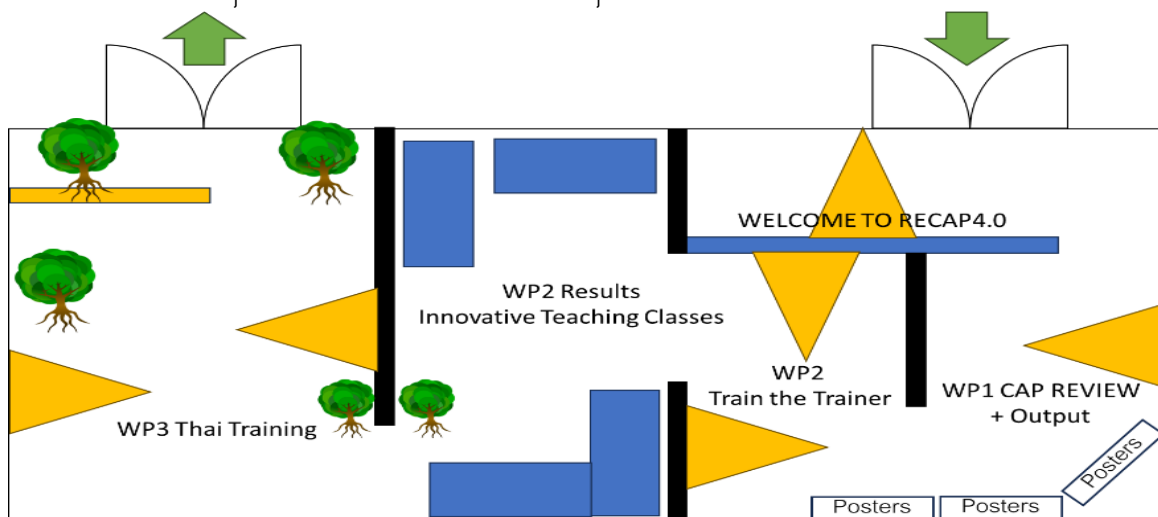 WELCOME TO RECAP4.0
WP2 Results
Innovative Teaching Classes
WP2
Train the Trainer
WP1 CAP REVIEW
+ Output
WP3 Thai Training
Posters
Posters
Posters